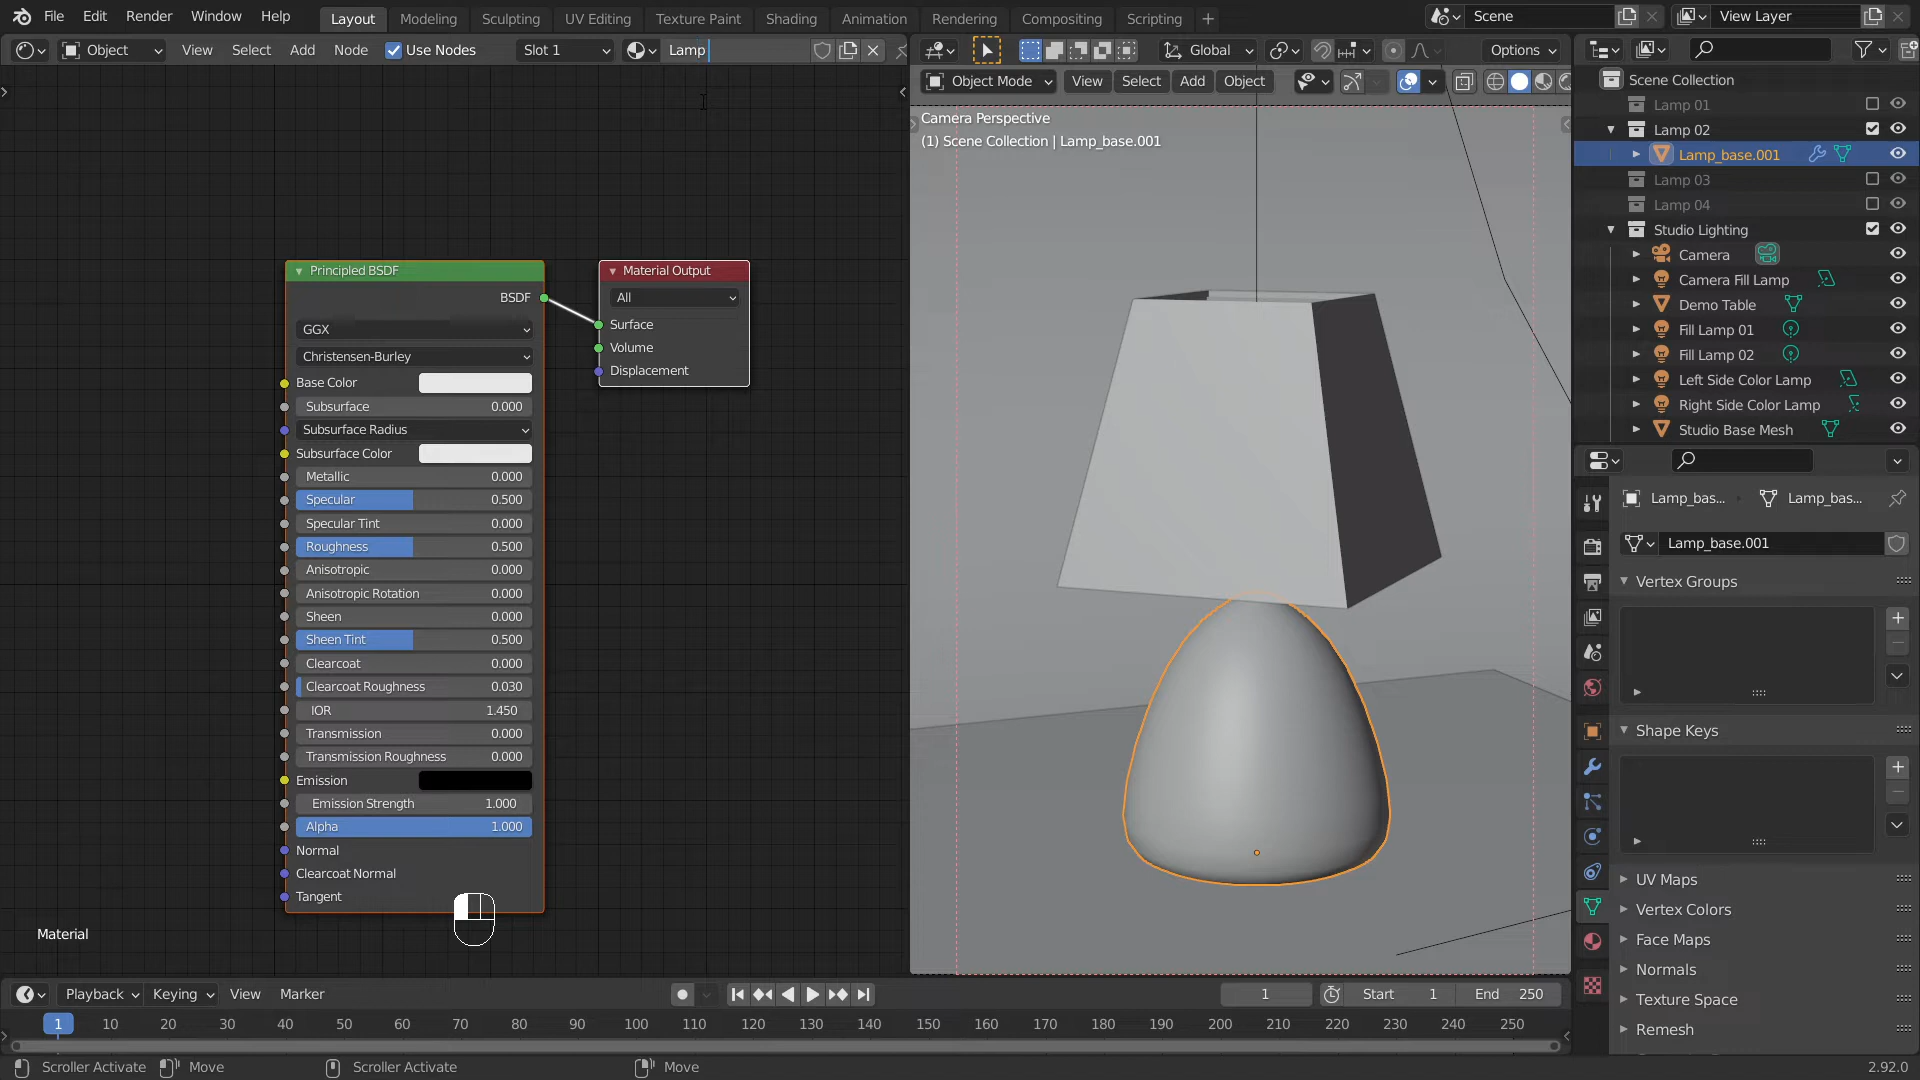 File Edit Render Window Help Layout Modeling Sculpting UV Editing Texture Paint Shading Animation Rendering Compositing Scripting + Scene View Layer
Object View Select Add Node Use Nodes Slot 1 Lamp Global Options
Object Mode View Select Add Object
Camera Perspective
(1) Scene Collection | Lamp_base.001
Principled BSDF
BSDF
GGX
Christensen-Burley
Base Color
Subsurface 0.000
Subsurface Radius
Subsurface Color
Metallic 0.000
Specular 0.500
Specular Tint 0.000
Roughness 0.500
Anisotropic 0.000
Anisotropic Rotation 0.000
Sheen 0.000
Sheen Tint 0.500
Clearcoat 0.000
Clearcoat Roughness 0.030
IOR 1.450
Transmission 0.000
Transmission Roughness 0.000
Emission
Emission Strength 1.000
Alpha 1.000
Normal
Clearcoat Normal
Tangent
Material Output
All
Surface
Volume
Displacement
Material
Scene Collection
Lamp 01
Lamp 02
Lamp_base.001
Lamp 03
Lamp 04
Studio Lighting
Camera
Camera Fill Lamp
Demo Table
Fill Lamp 01
Fill Lamp 02
Left Side Color Lamp
Right Side Color Lamp
Studio Base Mesh
Lamp_bas... Lamp_bas...
Lamp_base.001
Vertex Groups
Shape Keys
UV Maps
Vertex Colors
Face Maps
Normals
Texture Space
Remesh
Playback Keying View Marker 1 Start 1 End 250
1 10 20 30 40 50 60 70 80 90 100 110 120 130 140 150 160 170 180 190 200 210 220 230 240 250
Scroller Activate Move Scroller Activate Move 2.92.0